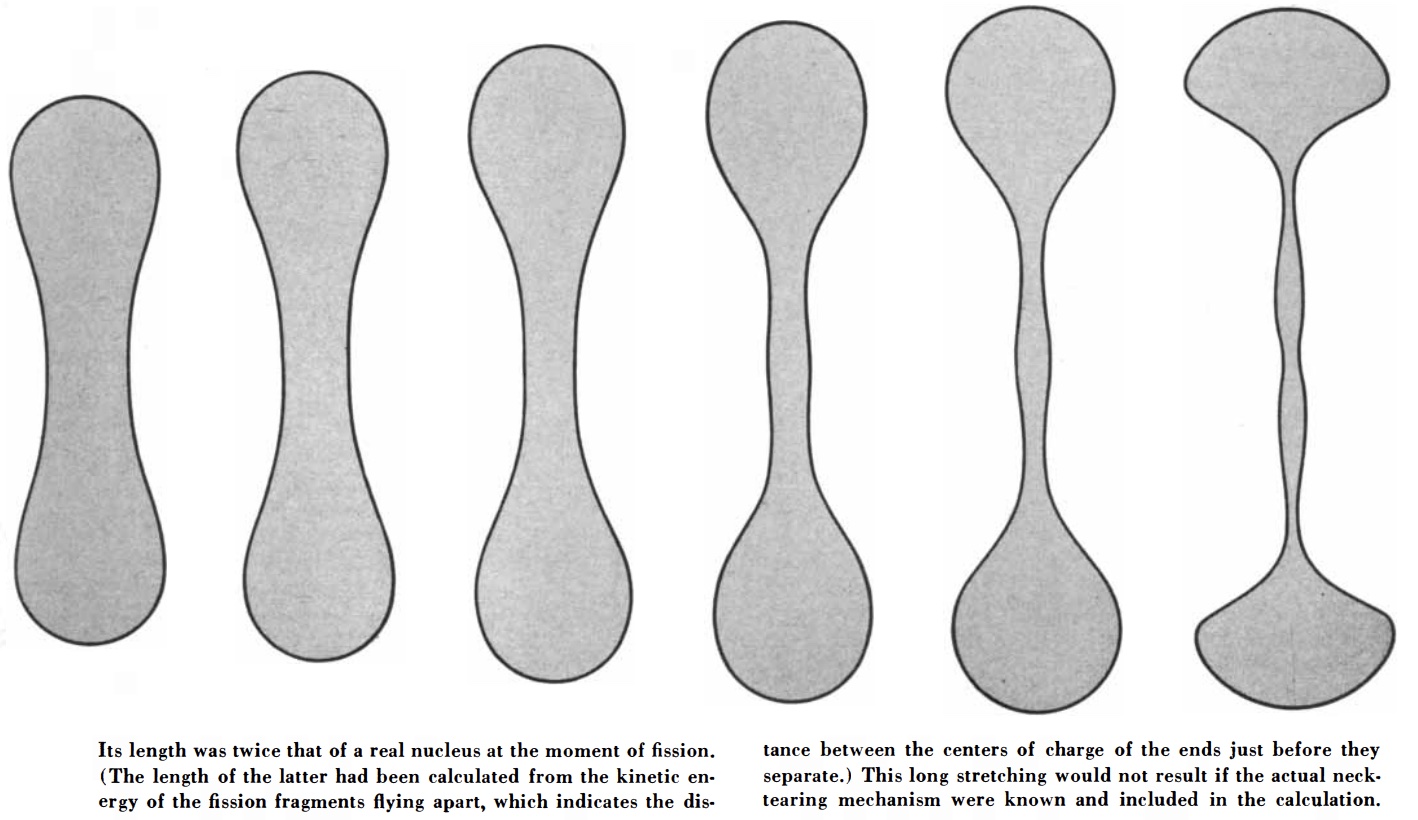 Its length was twice that of a real nucleus at the moment of fission.
(The length of the latter had been calculated from the kinetic en-
ergy of the fission fragments flying apart, which indicates the dis-
tance between the centers of charge of the ends just before they
separate.) This long stretching would not result if the actual neck-
tearing mechanism were known and included in the calculation.